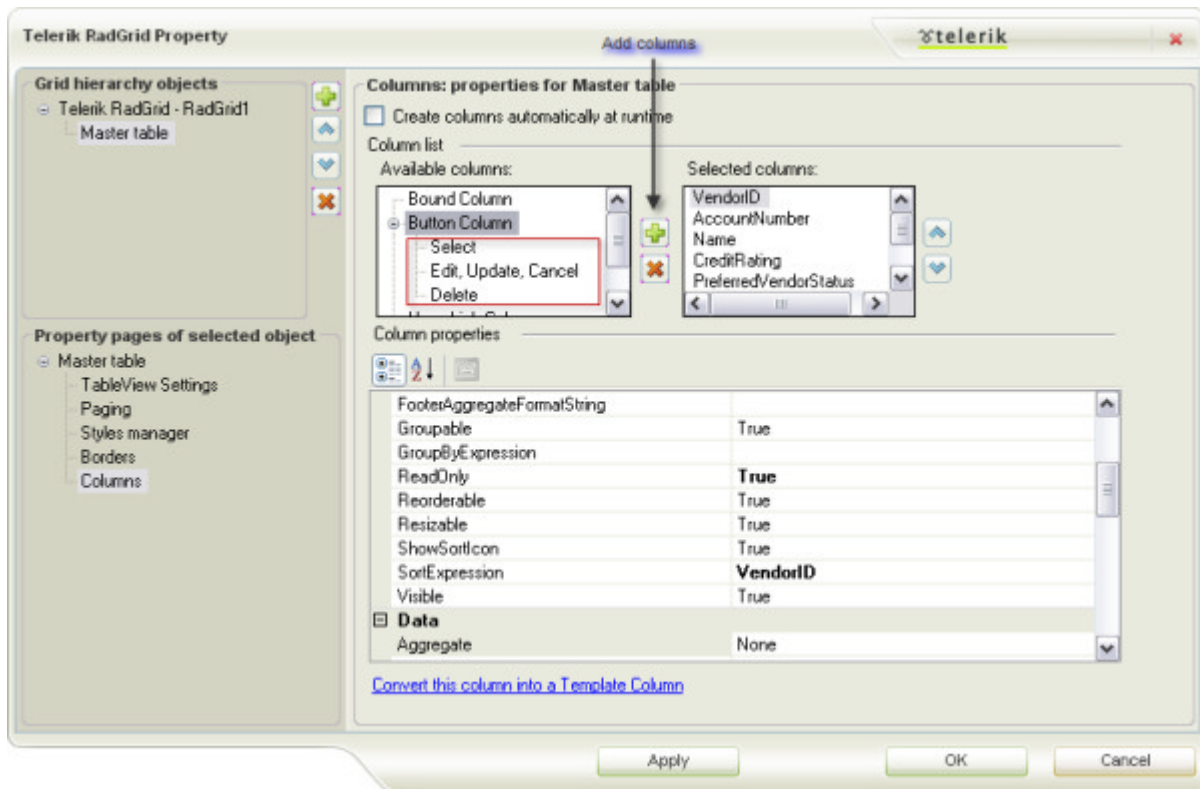 Telerik RadGrid Property
Add columns
telerik
Grid hierarchy objects
Telerik RadGrid - RadGrid1
Master table
Columns: properties for Master table
Create columns automatically at runtime
Column list
Available columns:
Selected columns:
Bound Column
Button Column
Select
Edit, Update, Cancel
Delete
VendorID
AccountNumber
Name
CreditRating
PreferredVendorStatus
Property pages of selected object
Master table
TableView Settings
Paging
Styles manager
Borders
Columns
Column properties
FooterAggregateFormatString
Groupable True
GroupByExpression
ReadOnly True
Reorderable True
Resizable True
ShowSortIcon True
SortExpression VendorID
Visible True
Data
Aggregate None
Convert this column into a Template Column
Apply
OK
Cancel